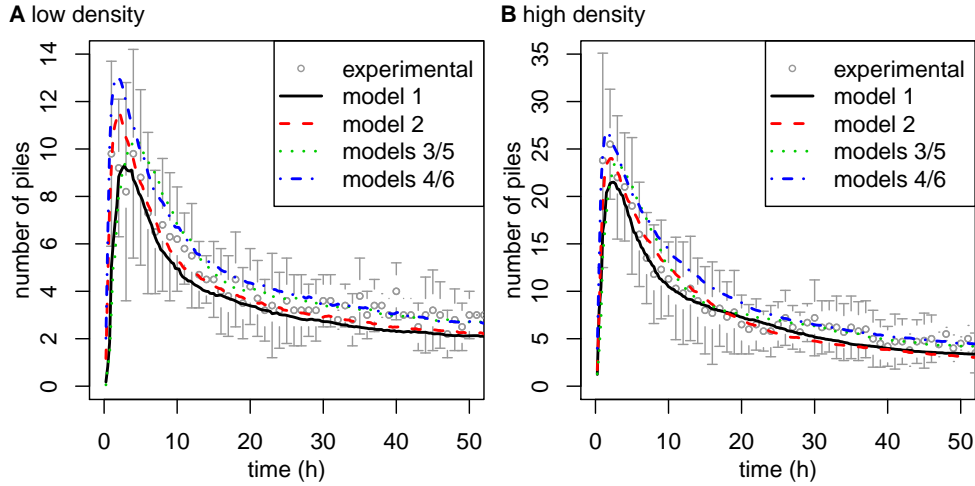 A low density
number of piles
0 2 4 6 8 10 12 14
0 10 20 30 40 50
time (h)
experimental
model 1
model 2
models 3/5
models 4/6
B high density
number of piles
0 5 10 15 20 25 30 35
0 10 20 30 40 50
time (h)
experimental
model 1
model 2
models 3/5
models 4/6